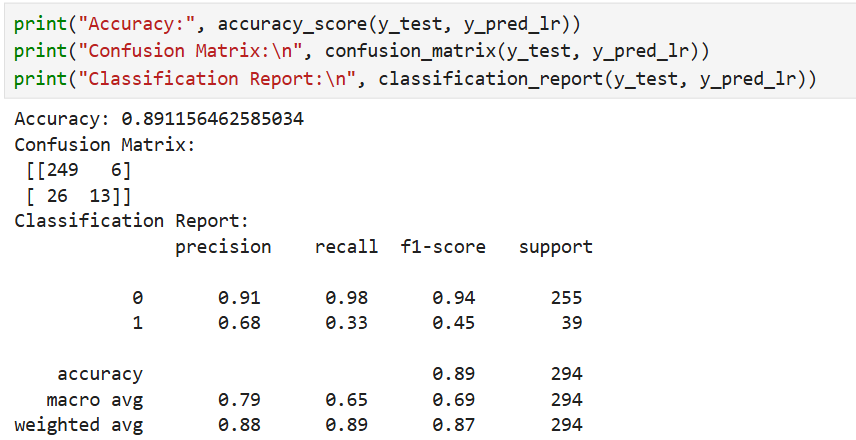 print("Accuracy:", accuracy_score(y_test, y_pred_lr))
print("Confusion Matrix:\n", confusion_matrix(y_test, y_pred_lr))
print("Classification Report:\n", classification_report(y_test, y_pred_lr))
Accuracy: 0.891156462585034
Confusion Matrix:
 [[249   6]
 [ 26  13]]
Classification Report:
               precision    recall  f1-score   support

           0       0.91      0.98      0.94       255
           1       0.68      0.33      0.45        39

    accuracy                           0.89       294
   macro avg       0.79      0.65      0.69       294
weighted avg       0.88      0.89      0.87       294